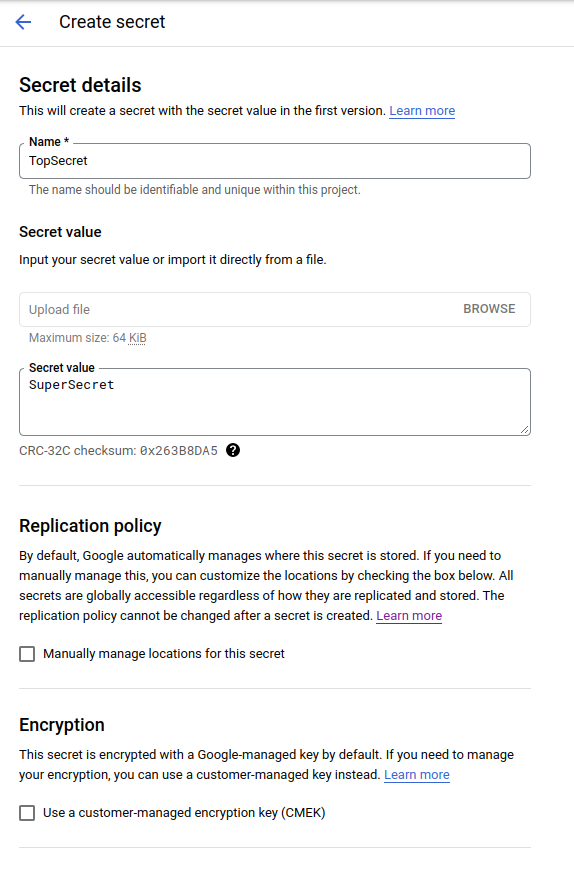 Create secret
Secret details
This will create a secret with the secret value in the first version. Learn more
Name *
TopSecret
The name should be identifiable and unique within this project.
Secret value
Input your secret value or import it directly from a file.
Upload file BROWSE
Maximum size: 64 KiB
Secret value
SuperSecret
CRC-32C checksum: 0x263B8DA5 ?
Replication policy
By default, Google automatically manages where this secret is stored. If you need to
manually manage this, you can customize the locations by checking the box below. All
secrets are globally accessible regardless of how they are replicated and stored. The
replication policy cannot be changed after a secret is created. Learn more
Manually manage locations for this secret
Encryption
This secret is encrypted with a Google-managed key by default. If you need to manage
your encryption, you can use a customer-managed key instead. Learn more
Use a customer-managed encryption key (CMEK)